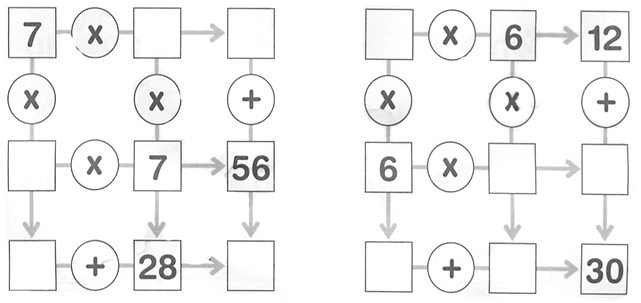 7 x
x x +
x 7 56
+ 28
x 6 12
x x +
6 x
+ 30